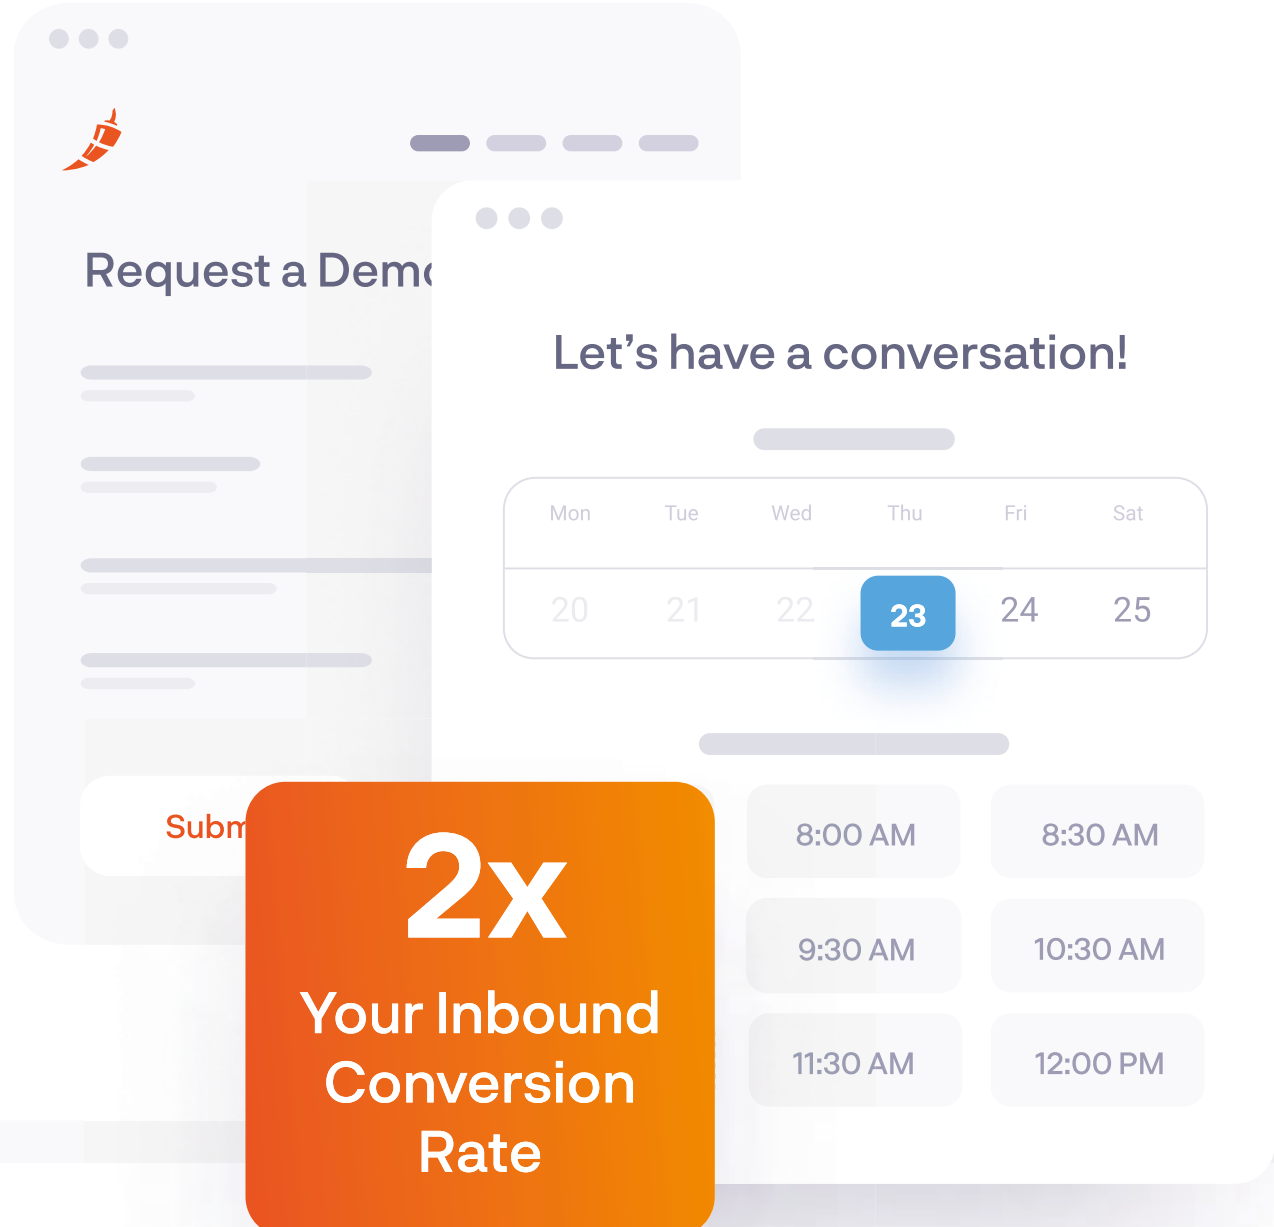 Request a Demo
Let’s have a conversation!
Mon Tue Wed Thu Fri Sat
20 21 22 23 24 25
8:00 AM 8:30 AM
9:30 AM 10:30 AM
11:30 AM 12:00 PM
Subm
2x
Your Inbound
Conversion
Rate